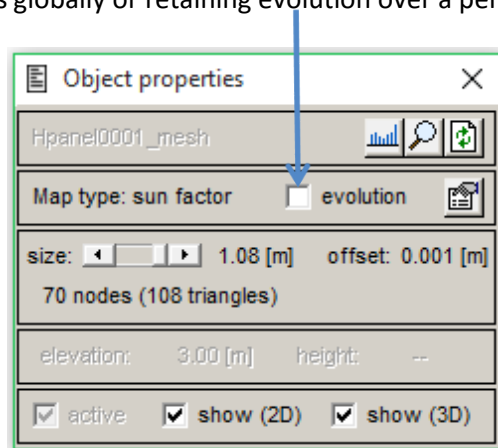 s globally or retaining evolution over a per
Object properties
Hpanel0001_mesh
Map type: sun factor evolution
size: 1.08 [m] offset: 0.001 [m]
70 nodes (108 triangles)
elevation: 3.00 [m] height: --
active show (2D) show (3D)